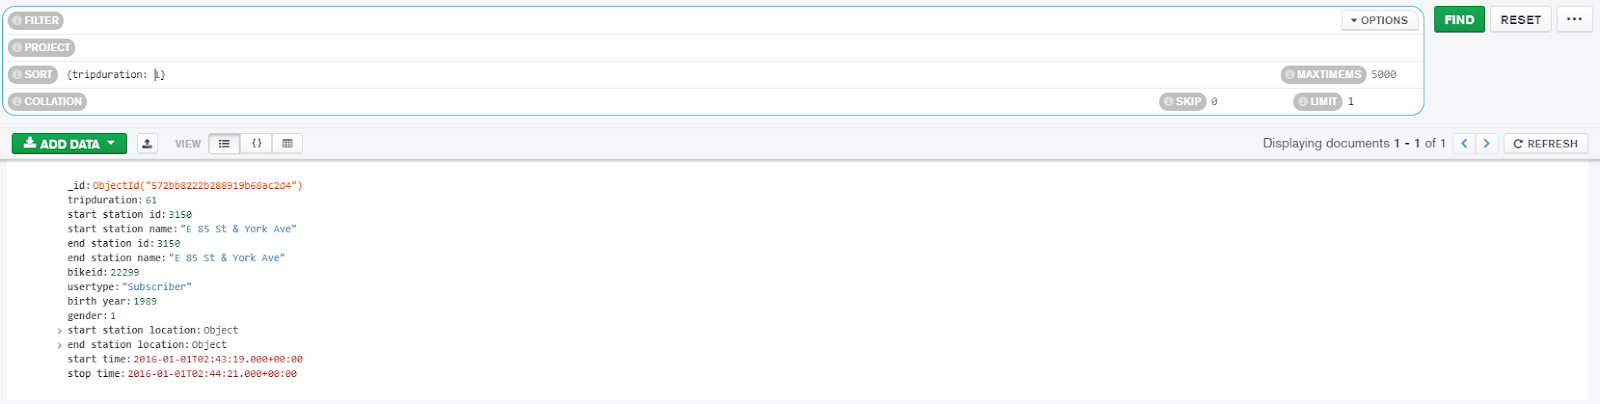 FILTER OPTIONS FIND RESET ...
PROJECT
SORT {tripduration: 1} MAXTIMEMS 5000
COLLATION SKIP 0 LIMIT 1
ADD DATA VIEW {} Displaying documents 1 - 1 of 1 < > REFRESH
_id: ObjectId("572bb8222b288919b68ac2d4")
tripduration: 61
start station id: 3150
start station name: "E 85 St & York Ave"
end station id: 3150
end station name: "E 85 St & York Ave"
bikeid: 22299
usertype: "Subscriber"
birth year: 1989
gender: 1
> start station location: Object
> end station location: Object
start time: 2016-01-01T02:43:19.000+00:00
stop time: 2016-01-01T02:44:21.000+00:00